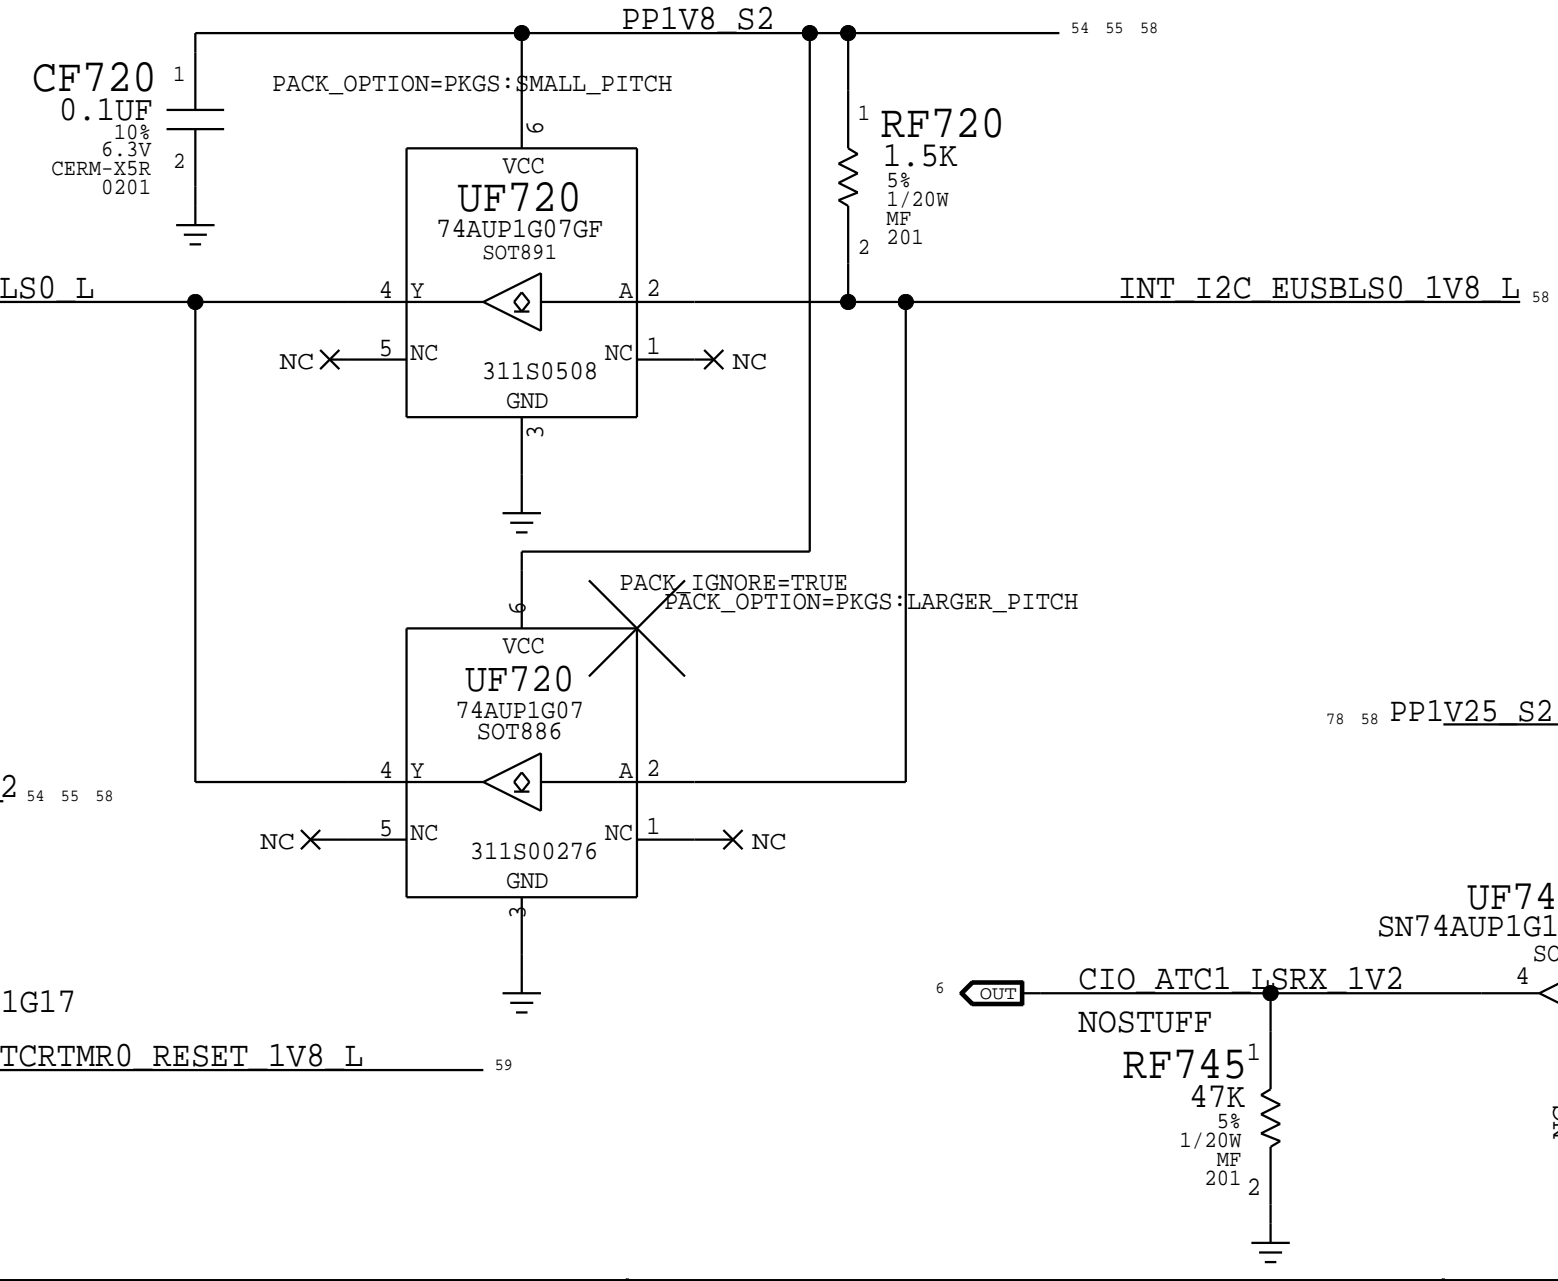 PP1V8_S2
54 55 58
CF720
1
0.1UF
10%
6.3V
CERM-X5R
0201
2
PACK_OPTION=PKGS:SMALL_PITCH
6
VCC
UF720
74AUP1G07GF
SOT891
1
RF720
1.5K
5%
1/20W
MF
201
2
LS0_L
4
Y
A
2
INT_I2C_EUSBLS0_1V8_L
58
NC
5
NC
NC
1
NC
311S0508
GND
3
PACK_IGNORE=TRUE
PACK_OPTION=PKGS:LARGER_PITCH
6
VCC
UF720
74AUP1G07
SOT886
78 58 PP1V25_S2
4
Y
A
2
2 54 55 58
NC
5
NC
NC
1
NC
311S00276
GND
3
UF74
SN74AUP1G1
SO
6
OUT
CIO_ATC1_LSRX_1V2
4
1G17
NOSTUFF
TCRTMR0_RESET_1V8_L
59
RF745
1
47K
5%
1/20W
MF
201
2